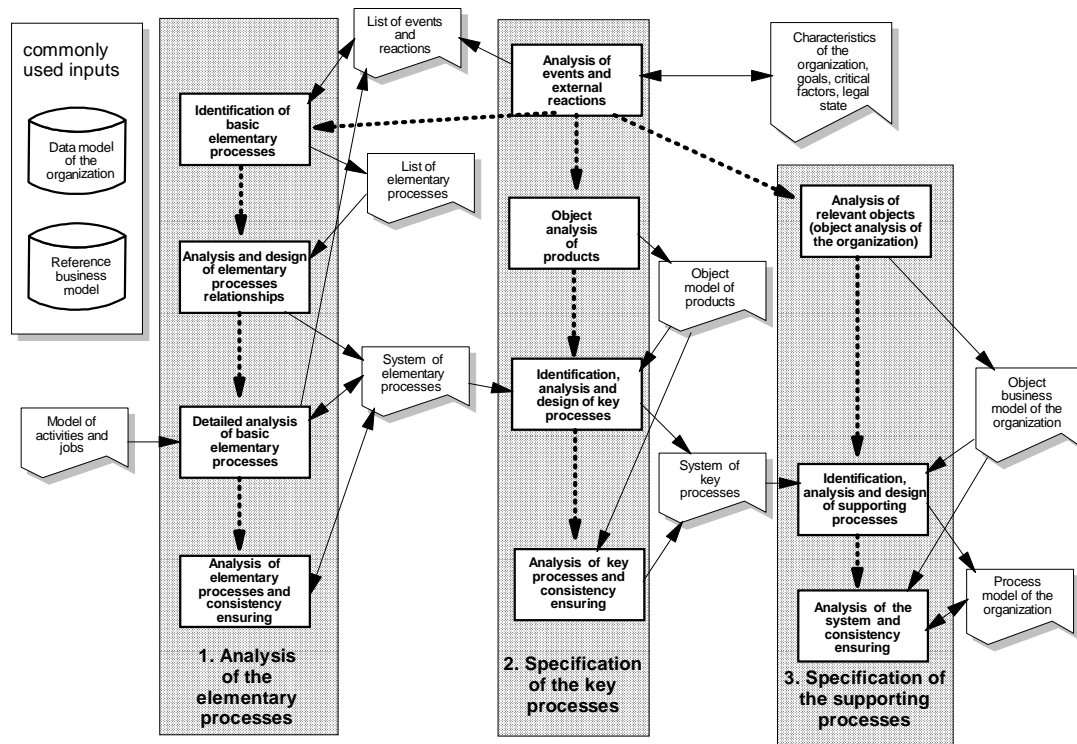 commonly
used inputs
Data model
of the
organization
Reference
business
model
Model of
activities and
jobs
Identification of
basic
elementary
processes
Analysis and design
of elementary
processes
relationships
Detailed analysis
of basic
elementary
processes
Analysis of
elementary
processes and
consistency
ensuring
1. Analysis
of the
elementary
processes
List of events
and
reactions
List of
elementary
processes
System of
elementary
processes
Analysis of
events and
external
reactions
Object
analysis
of
products
Identification,
analysis and
design of key
processes
Analysis of key
processes and
consistency
ensuring
2. Specification
of the key
processes
Object
model of
products
System of
key
processes
Characteristics
of the
organization,
goals, critical
factors, legal
state
Analysis of
relevant objects
(object analysis of
the organization)
Identification,
analysis and design
of supporting
processes
Analysis of the
system and
consistency
ensuring
3. Specification of
the supporting
processes
Object
business
model of the
organization
Process
model of the
organization